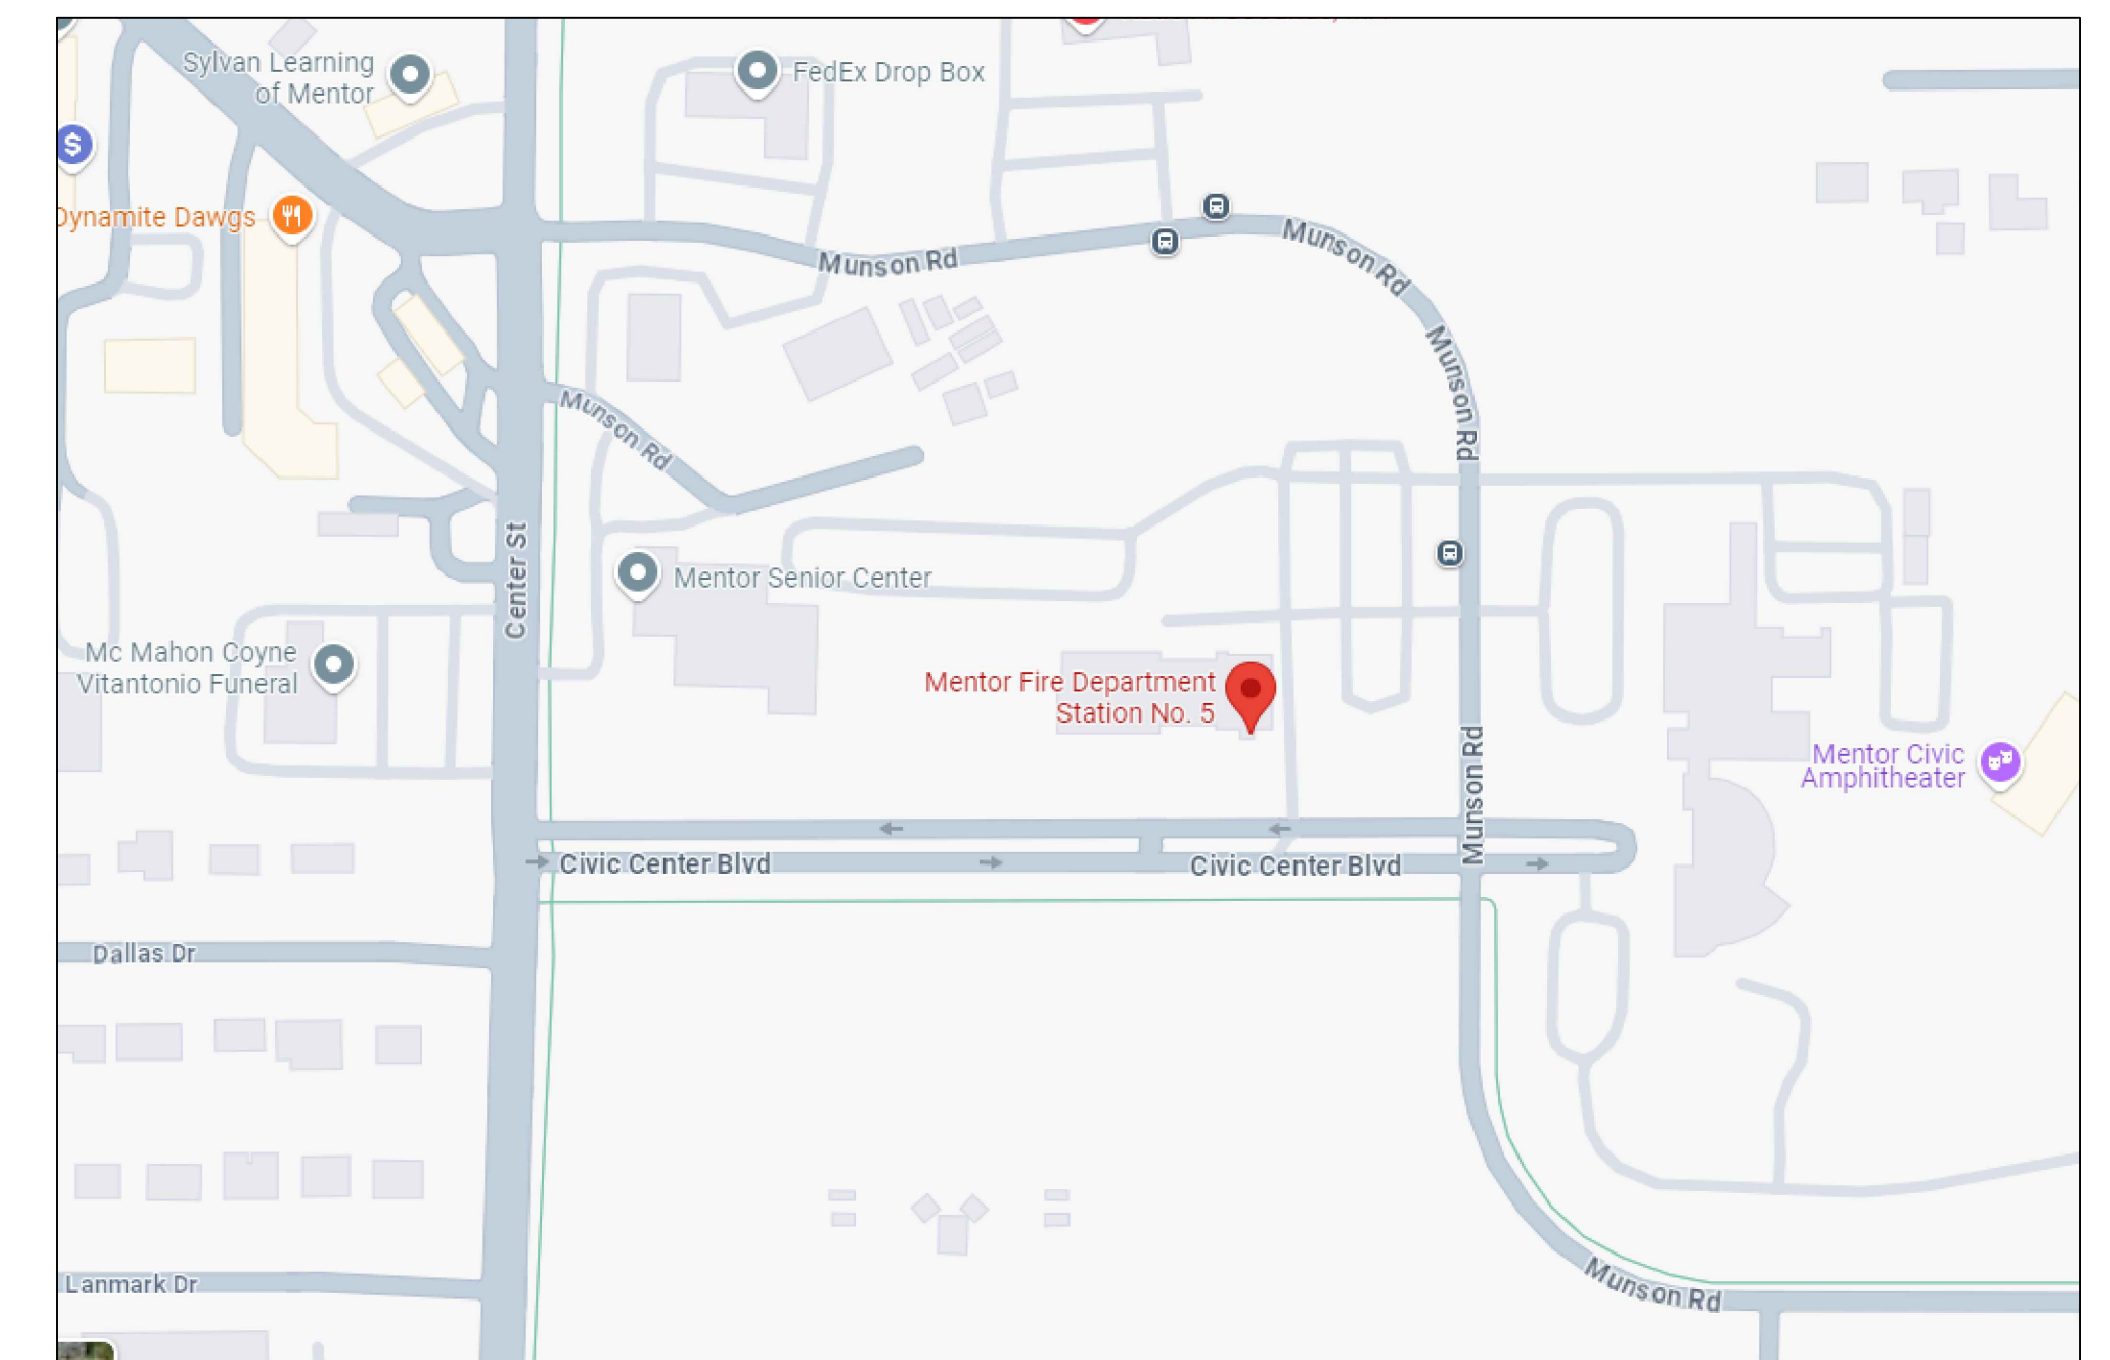 Sylvan Learning
of Mentor
FedEx Drop Box
$
Dynamite Dawgs
Munson Rd
Munson Rd
Munson Rd
Munson Rd
Center St
Mentor Senior Center
Mc Mahon Coyne
Vitantonio Funeral
Mentor Fire Department
Station No. 5
Munson Rd
Mentor Civic
Amphitheater
Civic Center Blvd
Civic Center Blvd
Dallas Dr
Lanmark Dr
Munson Rd